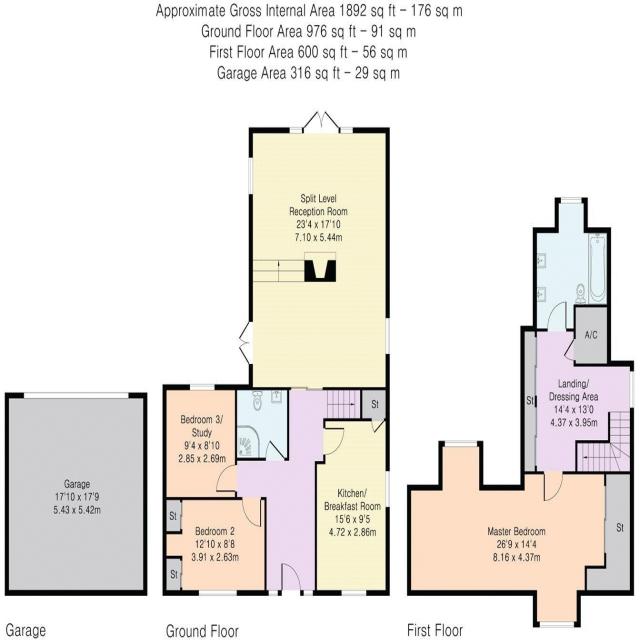 Approximate Gross Internal Area 1892 sq ft – 176 sq m
Ground Floor Area 976 sq ft – 91 sq m
First Floor Area 600 sq ft – 56 sq m
Garage Area 316 sq ft – 29 sq m
Split Level
Reception Room
23'4 x 17'10
7.10 x 5.44m
A/C
St
Landing/
Dressing Area
14'4 x 13'0
4.37 x 3.95m
St
Bedroom 3/
Study
9'4 x 8'10
2.85 x 2.69m
Garage
17'10 x 17'9
5.43 x 5.42m
Kitchen/
Breakfast Room
15'6 x 9'5
4.72 x 2.86m
St
Bedroom 2
12'10 x 8'8
3.91 x 2.63m
St
Master Bedroom
26'9 x 14'4
8.16 x 4.37m
St
Garage
Ground Floor
First Floor